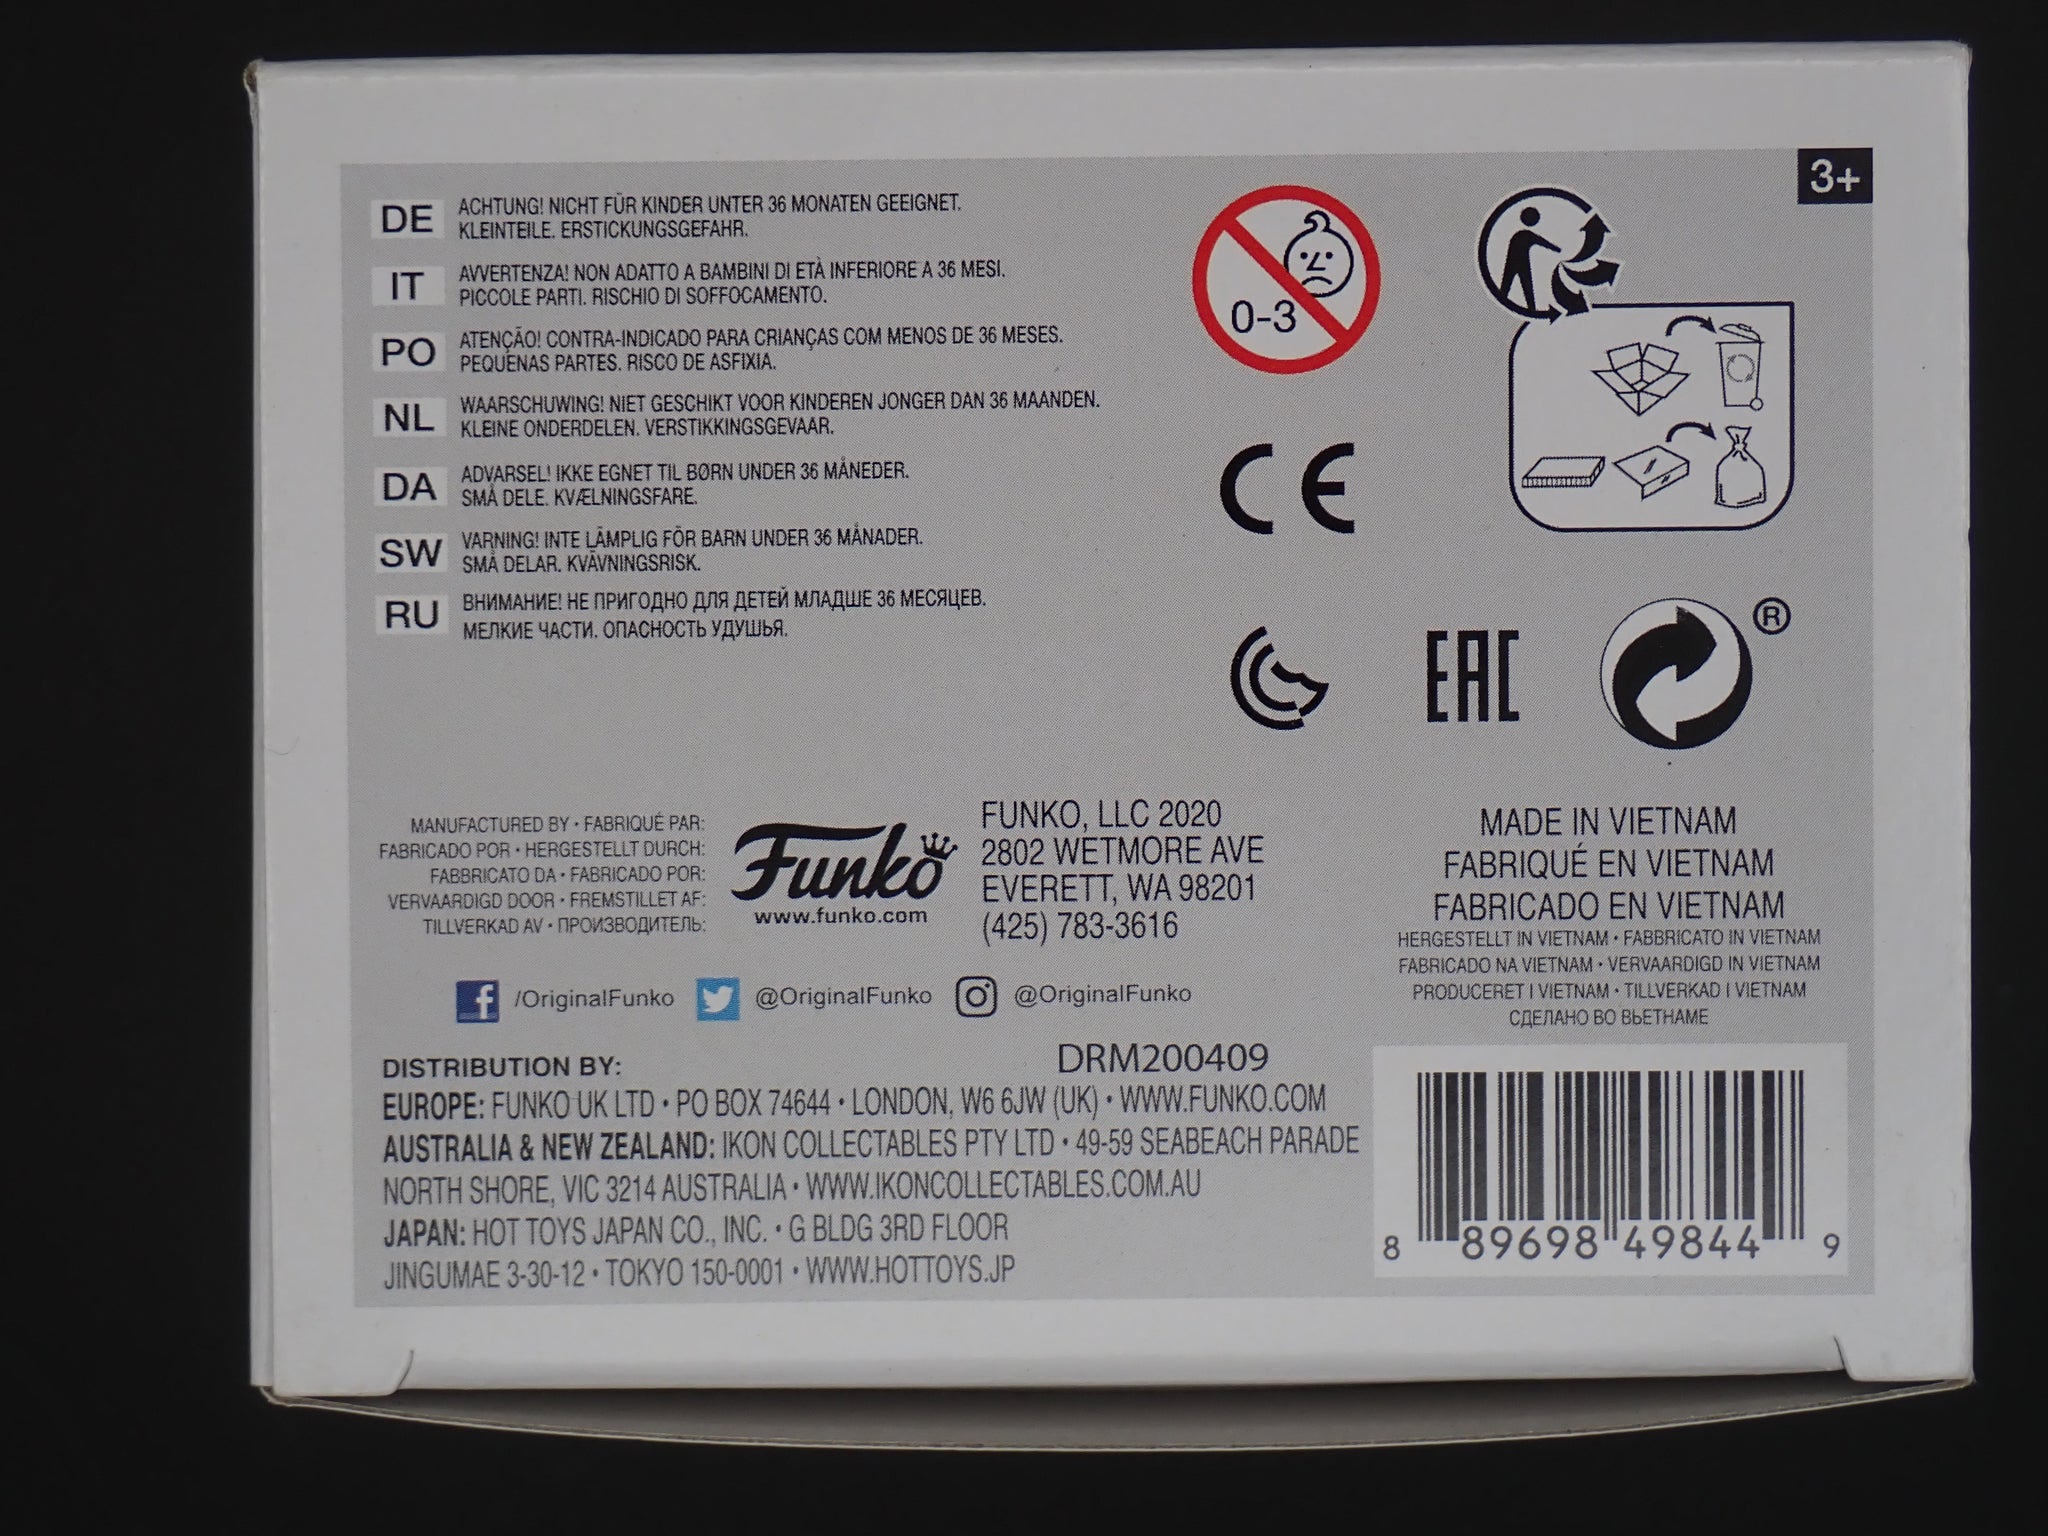 3+
DE ACHTUNG! NICHT FÜR KINDER UNTER 36 MONATEN GEEIGNET.
KLEINTEILE. ERSTICKUNGSGEFAHR.
IT AVVERTENZA! NON ADATTO A BAMBINI DI ETÀ INFERIORE A 36 MESI.
PICCOLE PARTI. RISCHIO DI SOFFOCAMENTO.
PO ATENÇÃO! CONTRA-INDICADO PARA CRIANÇAS COM MENOS DE 36 MESES.
PEQUENAS PARTES. RISCO DE ASFIXIA.
NL WAARSCHUWING! NIET GESCHIKT VOOR KINDEREN JONGER DAN 36 MAANDEN.
KLEINE ONDERDELEN. VERSTIKKINGSGEVAAR.
DA ADVARSEL! IKKE EGNET TIL BØRN UNDER 36 MÅNEDER.
SMÅ DELE. KVÆLNINGSFARE.
SW VARNING! INTE LÄMPLIG FÖR BARN UNDER 36 MÅNADER.
SMÅ DELAR. KVÄVNINGSRISK.
RU ВНИМАНИЕ! НЕ ПРИГОДНО ДЛЯ ДЕТЕЙ МЛАДШЕ 36 МЕСЯЦЕВ.
МЕЛКИЕ ЧАСТИ. ОПАСНОСТЬ УДУШЬЯ.
0-3
CE
EAC
®
MANUFACTURED BY • FABRIQUÉ PAR:
FABRICADO POR • HERGESTELLT DURCH:
FABBRICATO DA • FABRICADO POR:
VERVAARDIGD DOOR • FREMSTILLET AF:
TILLVERKAD AV • ПРОИЗВОДИТЕЛЬ:
Funko
www.funko.com
FUNKO, LLC 2020
2802 WETMORE AVE
EVERETT, WA 98201
(425) 783-3616
MADE IN VIETNAM
FABRIQUÉ EN VIETNAM
FABRICADO EN VIETNAM
HERGESTELLT IN VIETNAM • FABBRICATO IN VIETNAM
FABRICADO NA VIETNAM • VERVAARDIGD IN VIETNAM
PRODUCERET I VIETNAM • TILLVERKAD I VIETNAM
СДЕЛАНО ВО ВЬЕТНАМЕ
f /OriginalFunko @OriginalFunko @OriginalFunko
DRM200409
DISTRIBUTION BY:
EUROPE: FUNKO UK LTD • PO BOX 74644 • LONDON, W6 6JW (UK) • WWW.FUNKO.COM
AUSTRALIA & NEW ZEALAND: IKON COLLECTABLES PTY LTD • 49-59 SEABEACH PARADE
NORTH SHORE, VIC 3214 AUSTRALIA • WWW.IKONCOLLECTABLES.COM.AU
JAPAN: HOT TOYS JAPAN CO., INC. • G BLDG 3RD FLOOR
JINGUMAE 3-30-12 • TOKYO 150-0001 • WWW.HOTTOYS.JP
8 89698 49844 9